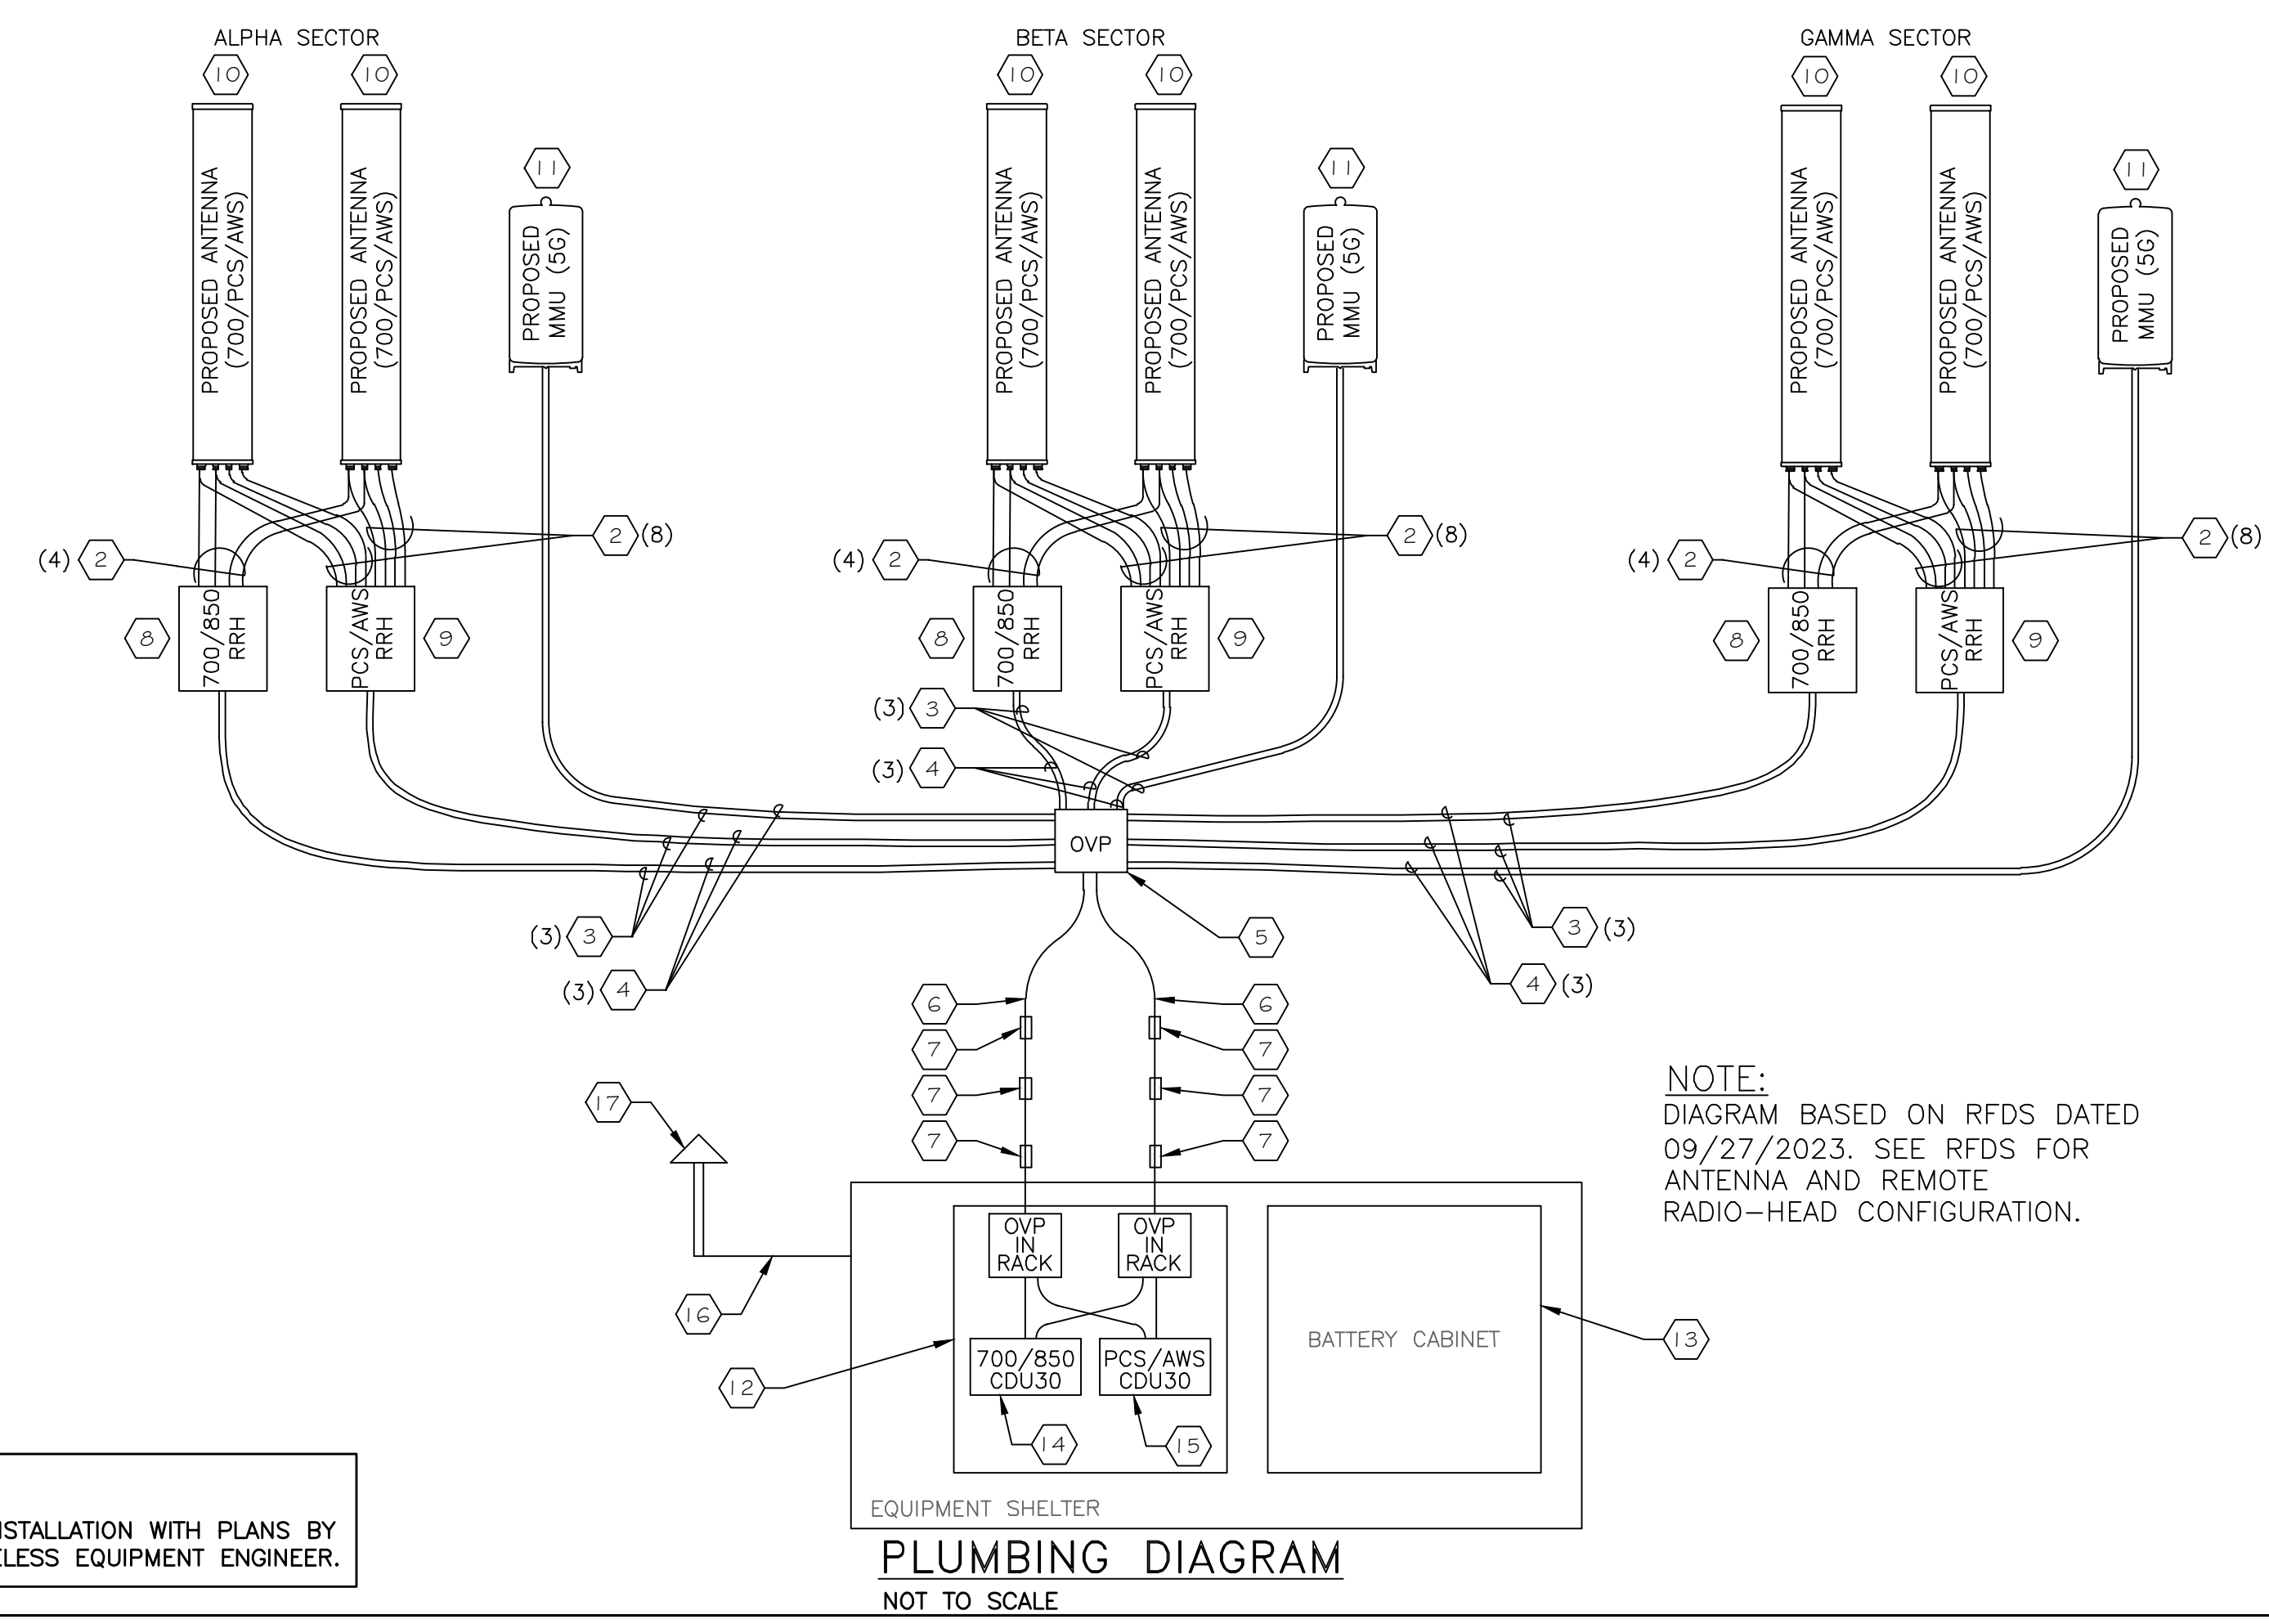 ALPHA SECTOR
BETA SECTOR
GAMMA SECTOR
10
10
10
10
10
10
11
11
11
PROPOSED ANTENNA
(700/PCS/AWS)
PROPOSED ANTENNA
(700/PCS/AWS)
PROPOSED
MMU (5G)
PROPOSED ANTENNA
(700/PCS/AWS)
PROPOSED ANTENNA
(700/PCS/AWS)
PROPOSED
MMU (5G)
PROPOSED ANTENNA
(700/PCS/AWS)
PROPOSED ANTENNA
(700/PCS/AWS)
PROPOSED
MMU (5G)
(4) 2
2 (8)
(4) 2
2 (8)
(4) 2
2 (8)
8
700/850
RRH
PCS/AWS
RRH
9
8
700/850
RRH
PCS/AWS
RRH
9
8
700/850
RRH
PCS/AWS
RRH
9
(3) 3
(3) 4
OVP
(3) 3
(3) 4
5
3 (3)
4 (3)
6
6
7
7
7
7
7
7
17
16
NOTE:
DIAGRAM BASED ON RFDS DATED
09/27/2023. SEE RFDS FOR
ANTENNA AND REMOTE
RADIO-HEAD CONFIGURATION.
OVP
IN
RACK
OVP
IN
RACK
700/850
CDU30
PCS/AWS
CDU30
12
14
15
BATTERY CABINET
13
EQUIPMENT SHELTER
NSTALLATION WITH PLANS BY
ELESS EQUIPMENT ENGINEER.
PLUMBING DIAGRAM
NOT TO SCALE